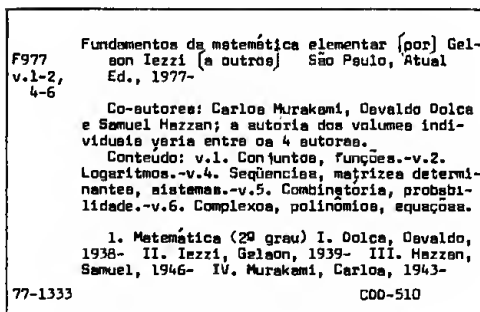 Fundamentos da matemática elementar [por] Gel-
F977 son Iezzi [e outros] São Paulo, Atual
v.1-2, Ed., 1977-
4-6
Co-autores: Carlos Murakami, Osvaldo Dolce
e Samuel Hazzan; a autoria dos volumes indi-
viduais varia entre os 4 autores.
Conteúdo: v.1. Conjuntos, funções.-v.2.
Logaritmos.-v.4. Seqüências, matrizes determi-
nantes, sistemas.-v.5. Combinatória, probabi-
lidade.-v.6. Complexos, polinômios, equações.
1. Matemática (2º grau) I. Dolce, Osvaldo,
1938- II. Iezzi, Gelson, 1939- III. Hazzan,
Samuel, 1946- IV. Murakami, Carlos, 1943-
77-1333 CDD-510